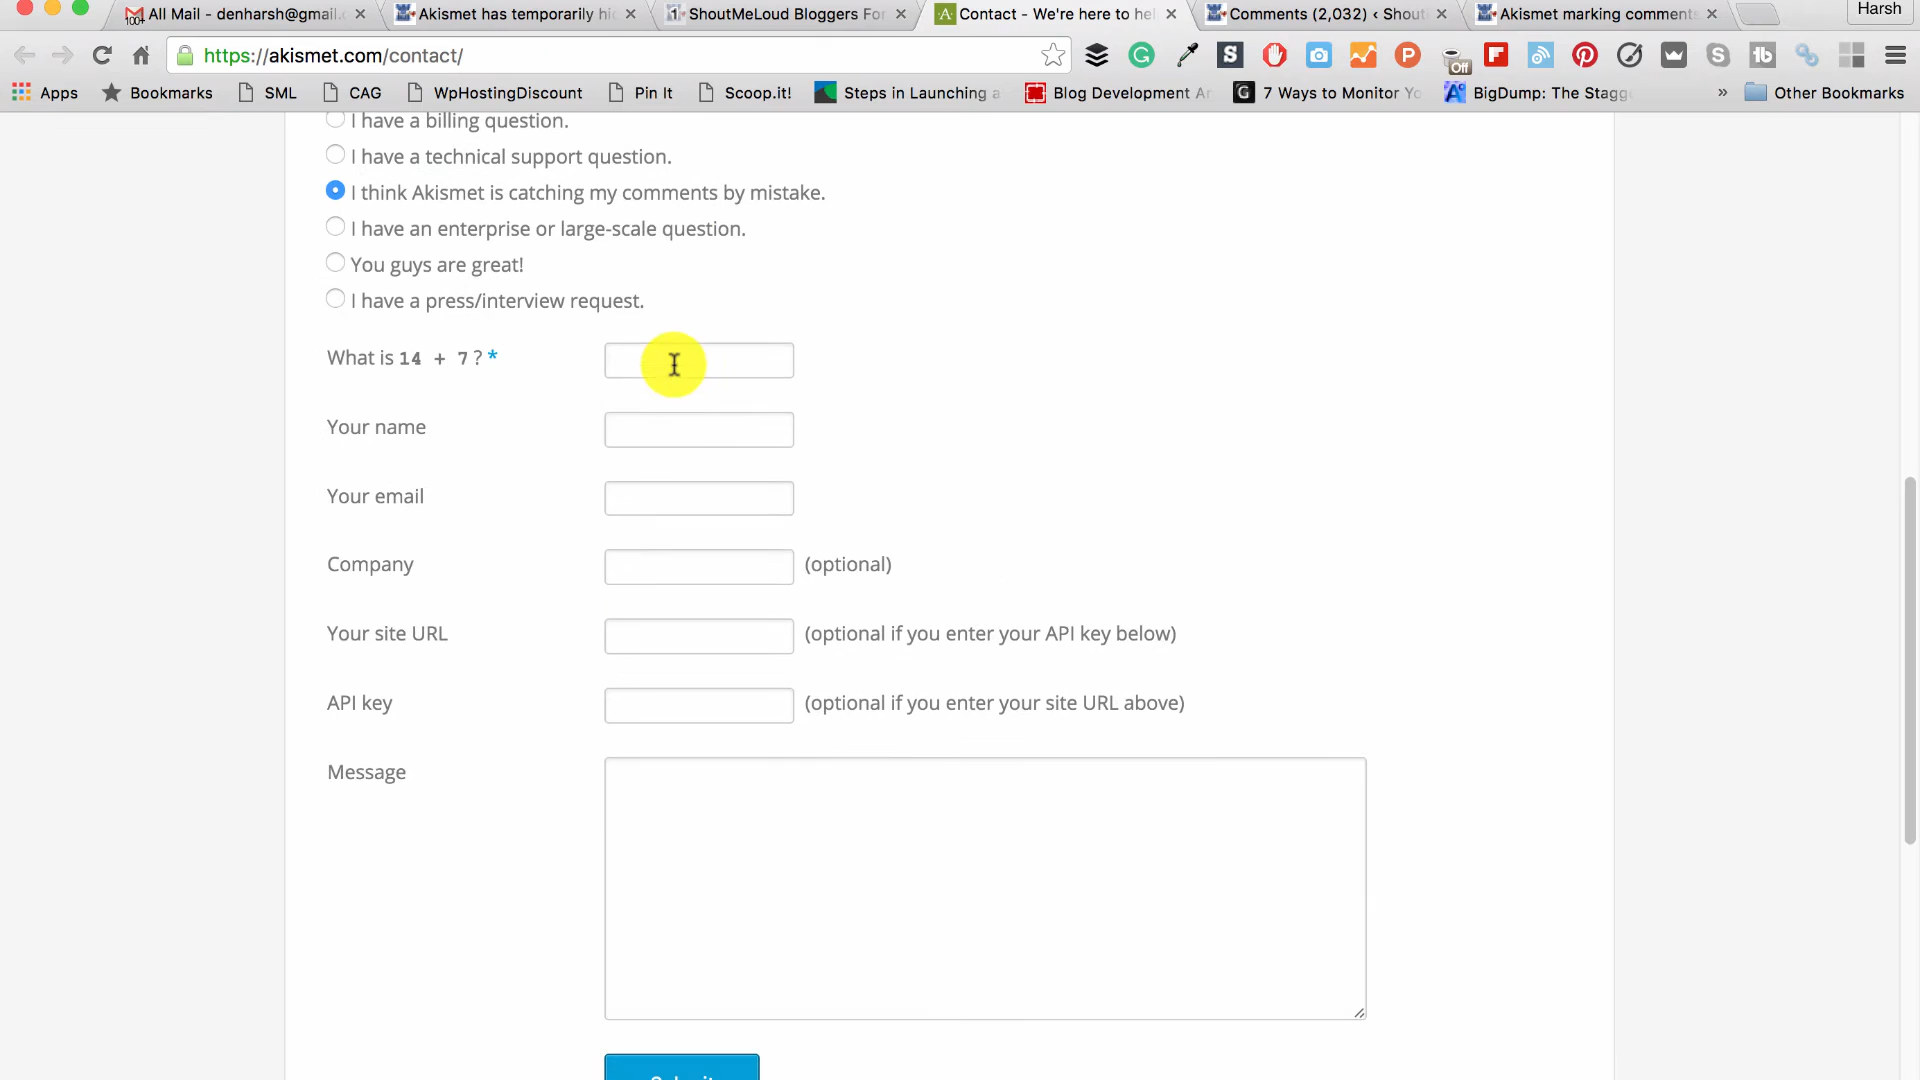 All Mail - denharsh@gmail.
Akismet has temporarily hi
ShoutMeLoud Bloggers For
Contact - We're here to hel
Comments (2,032) ‹ Shout
Akismet marking comments
Harsh
https://akismet.com/contact/
Off
Apps
Bookmarks
SML
CAG
WpHostingDiscount
Pin It
Scoop.it!
Steps in Launching a
Blog Development Ar
7 Ways to Monitor Yo
BigDump: The Stagg
»
Other Bookmarks
I have a billing question.
I have a technical support question.
I think Akismet is catching my comments by mistake.
I have an enterprise or large-scale question.
You guys are great!
I have a press/interview request.
What is 14 + 7 ? *
Your name
Your email
Company (optional)
Your site URL (optional if you enter your API key below)
API key (optional if you enter your site URL above)
Message